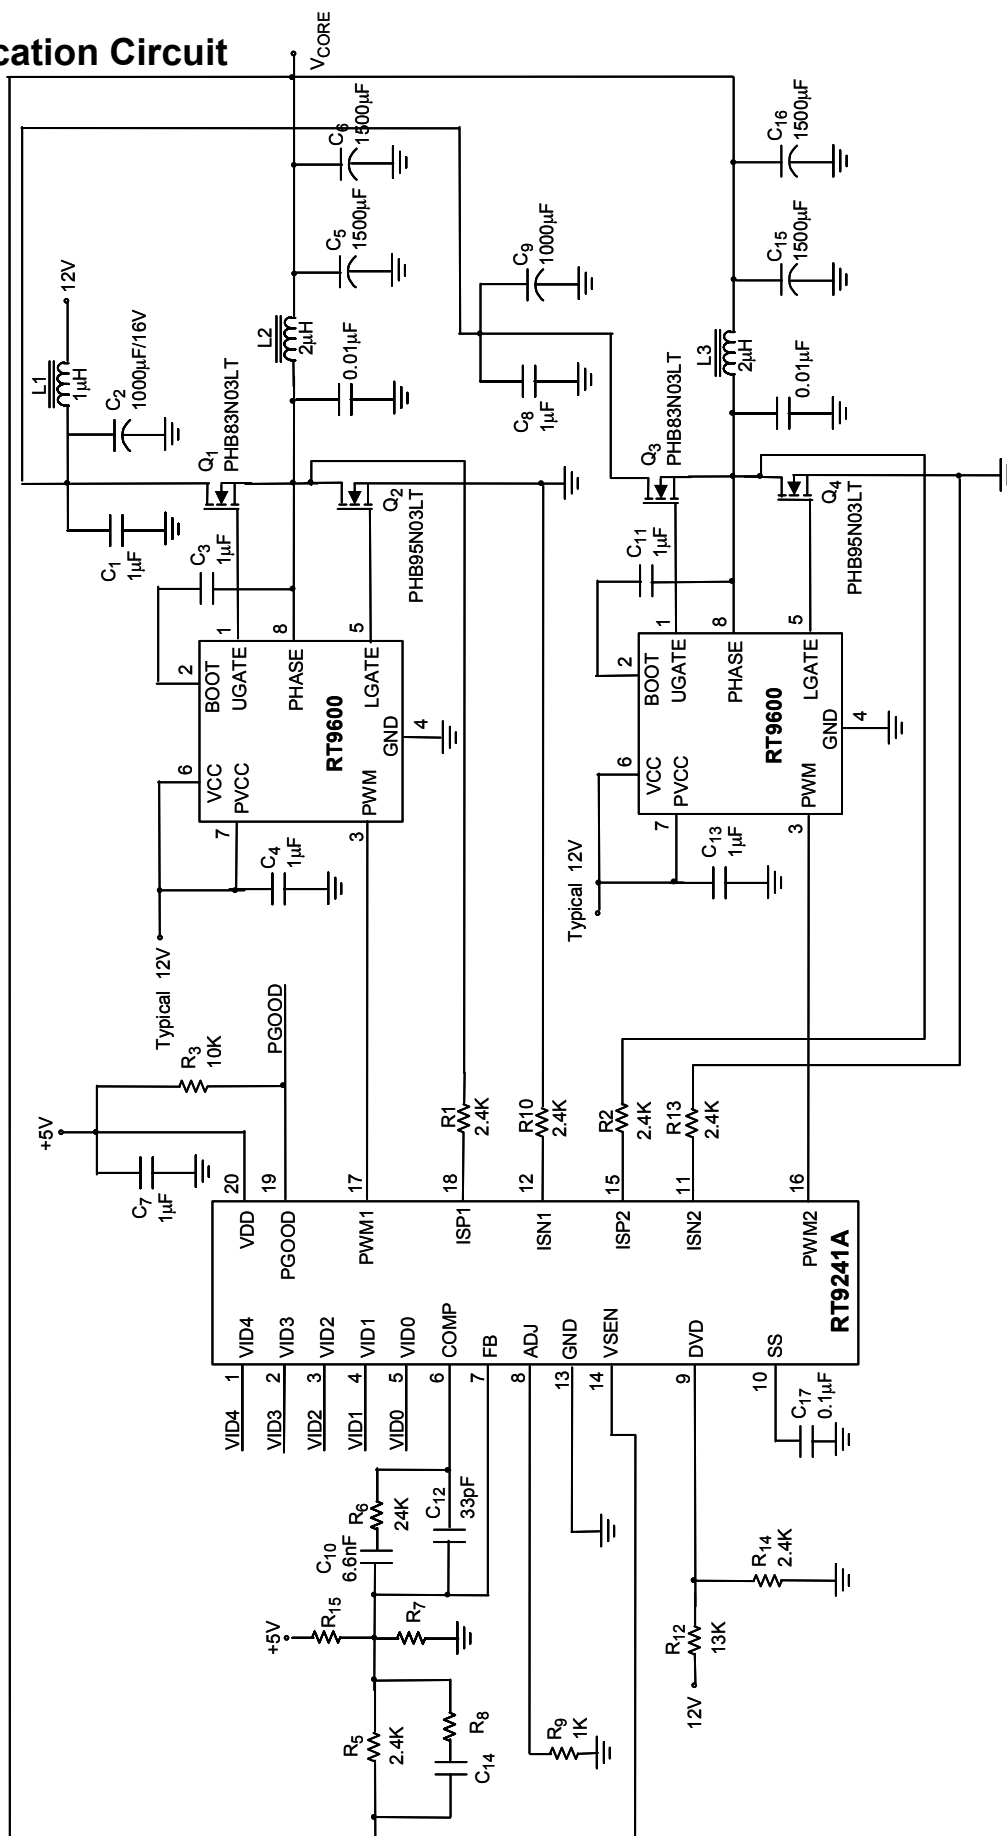 cation Circuit
VCORE
12V
L1
1μH
C2
1000μF/16V
C1
1μF
Q1
PHB83N03LT
C3
1μF
C6
1500μF
C5
1500μF
L2
2μH
0.01μF
Q2
PHB95N03LT
C9
1000μF
C8
1μF
C16
1500μF
C15
1500μF
L3
2μH
0.01μF
Q3
PHB83N03LT
C11
1μF
Q4
PHB95N03LT
2
BOOT
1
UGATE
8
PHASE
5
LGATE
RT9600
6
VCC
7
PVCC
3
PWM
GND
4
C4
1μF
Typical 12V
2
BOOT
1
UGATE
8
PHASE
5
LGATE
RT9600
6
VCC
7
PVCC
3
PWM
GND
4
C13
1μF
Typical 12V
PGOOD
R3
10K
+5V
C7
1μF
R1
2.4K
R10
2.4K
R2
2.4K
R13
2.4K
20
19
17
18
12
15
11
16
VDD
PGOOD
PWM1
ISP1
ISN1
ISP2
ISN2
PWM2
RT9241A
VID4
VID3
VID2
VID1
VID0
COMP
FB
ADJ
GND
VSEN
DVD
SS
1
2
3
4
5
6
7
8
13
14
9
10
VID4
VID3
VID2
VID1
VID0
C17
0.1μF
R6
24K
C12
33pF
C10
6.6nF
+5V
R15
R7
R14
2.4K
R12
13K
12V
R5
2.4K
R8
C14
R9
1K